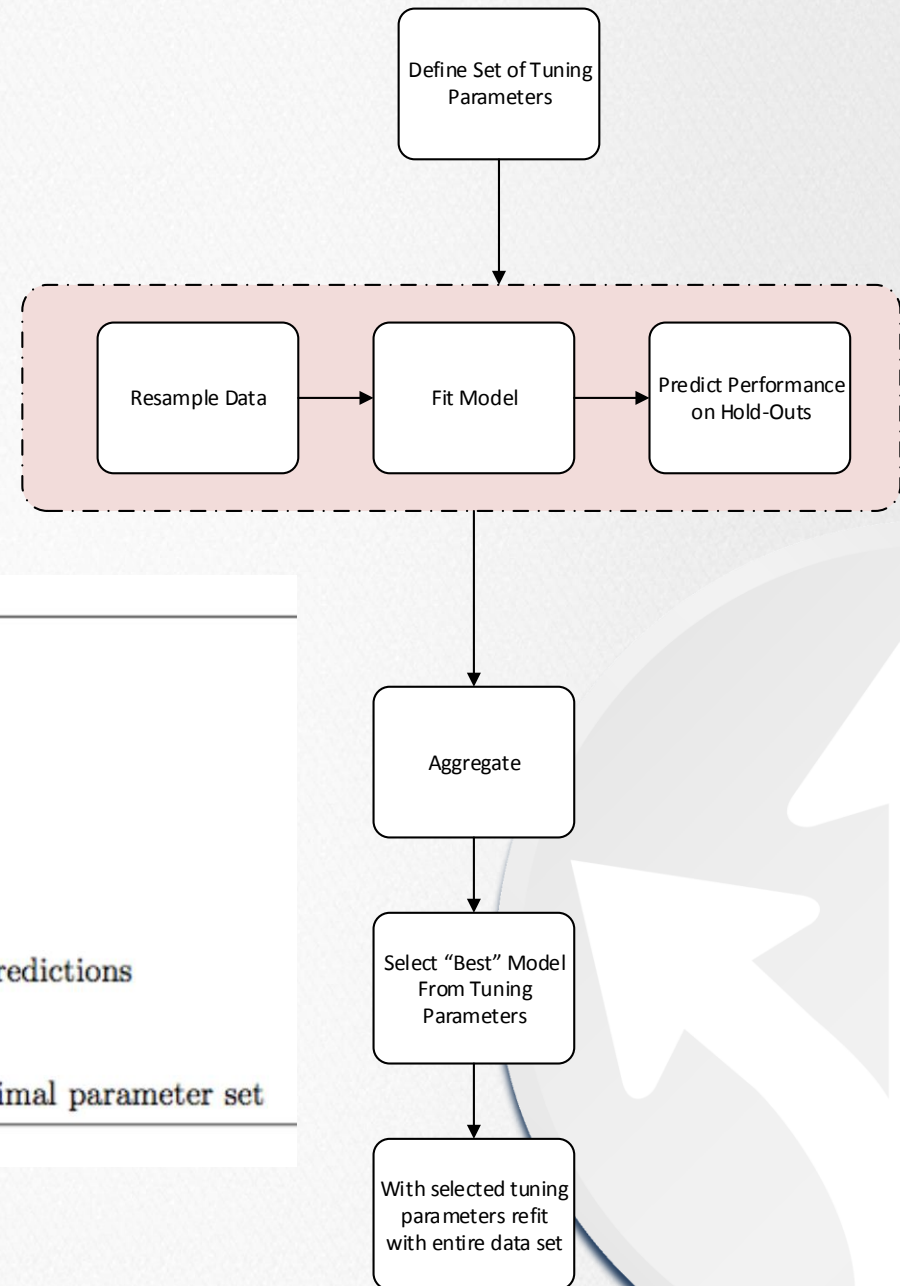 Define Set of Tuning
Parameters
Resample Data
Fit Model
Predict Performance
on Hold-Outs
Aggregate
redictions
Select “Best” Model
From Tuning
Parameters
imal parameter set
With selected tuning
parameters refit
with entire data set